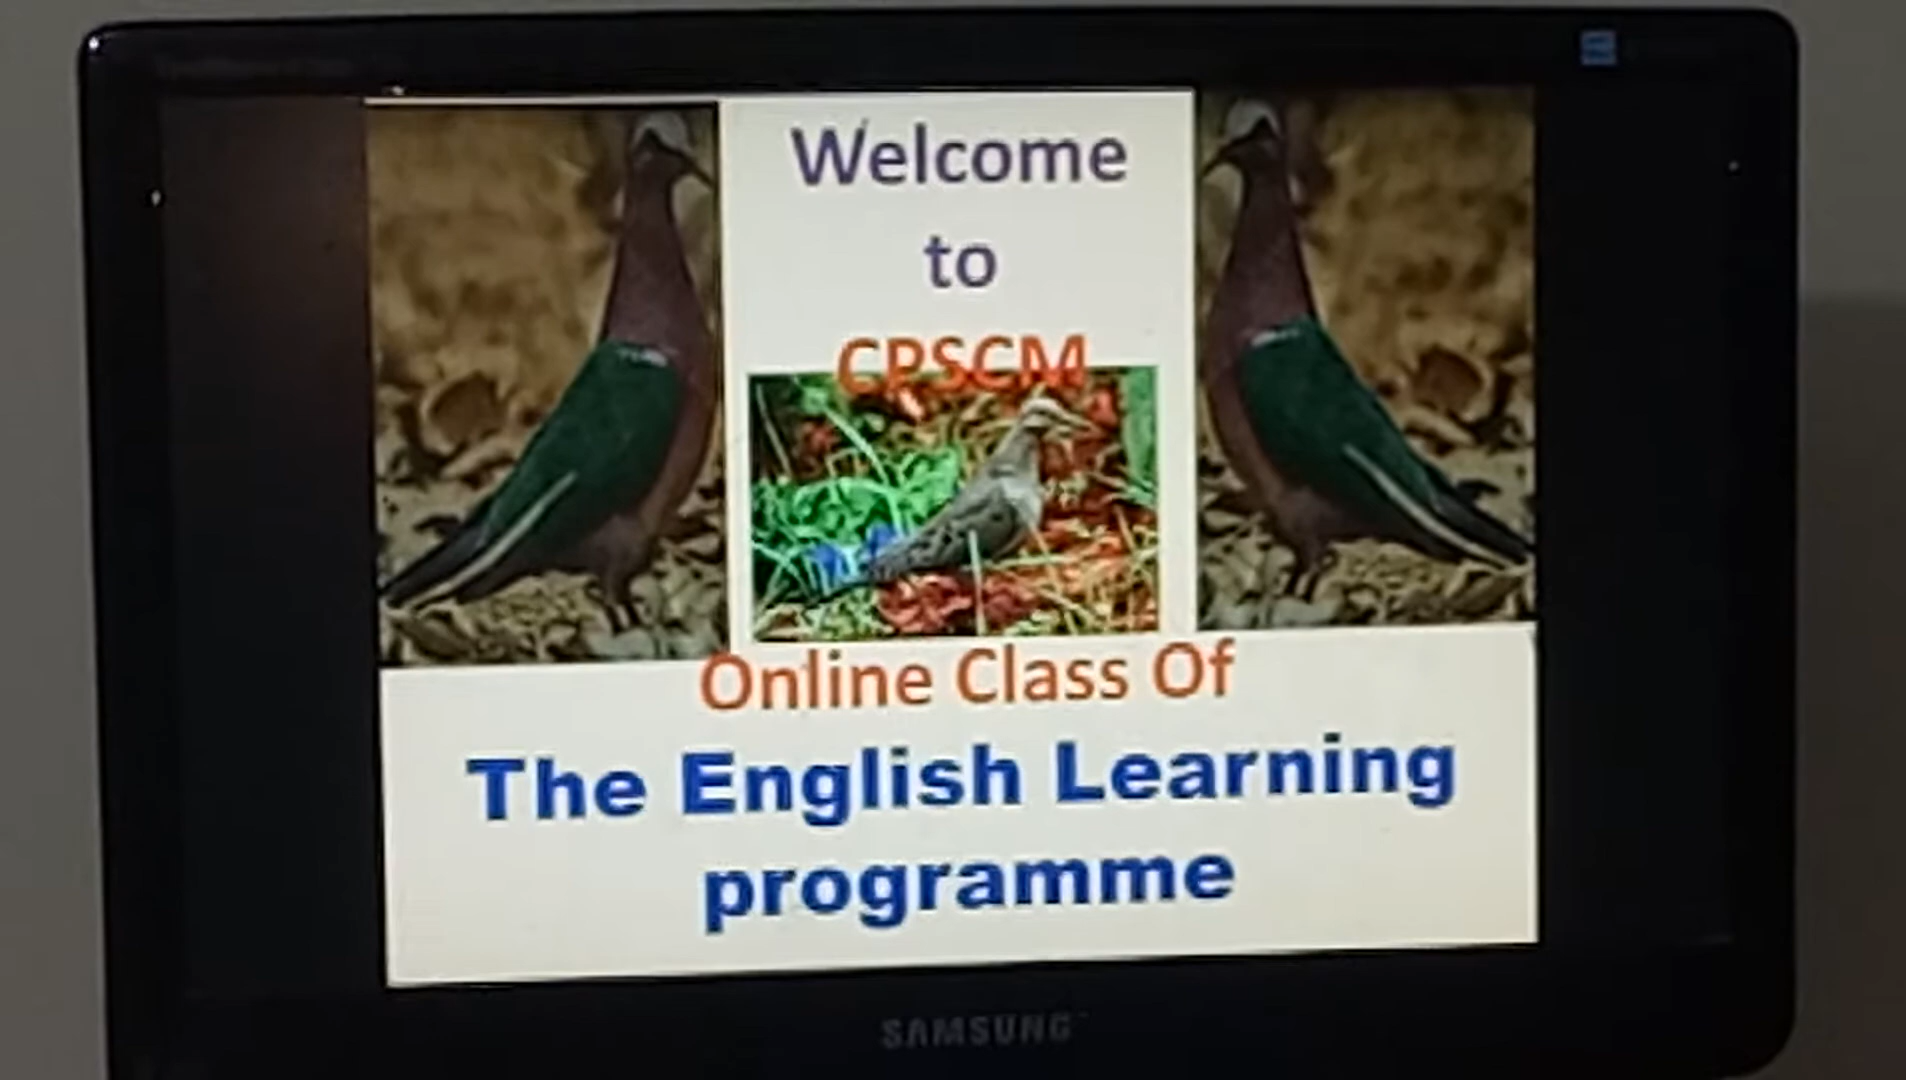 Welcome
to
CPSCM
Online Class Of
The English Learning
programme
SAMSUNG